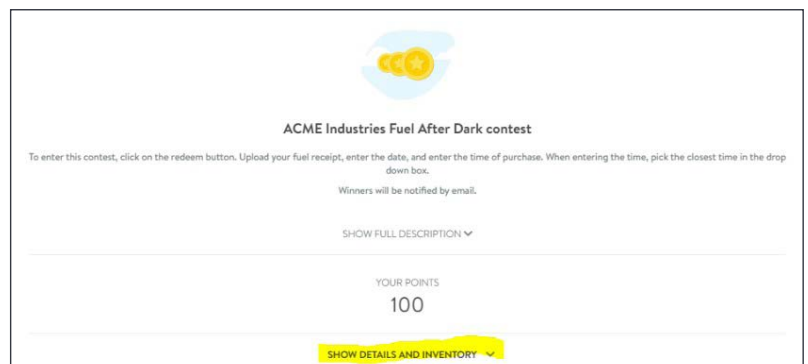 ACME Industries Fuel After Dark contest
To enter this contest, click on the redeem button. Upload your fuel receipt, enter the date, and enter the time of purchase. When entering the time, pick the closest time in the drop
down box.
Winners will be notified by email.
SHOW FULL DESCRIPTION
YOUR POINTS
100
SHOW DETAILS AND INVENTORY